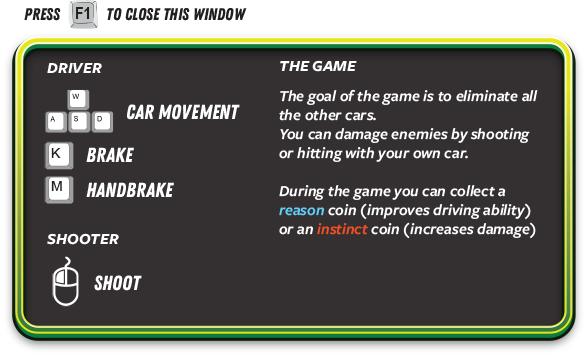 PRESS F1 TO CLOSE THIS WINDOW
DRIVER
W
A S D
CAR MOVEMENT
K BRAKE
M HANDBRAKE
SHOOTER
SHOOT
THE GAME
The goal of the game is to eliminate all
the other cars.
You can damage enemies by shooting
or hitting with your own car.
During the game you can collect a
reason coin (improves driving ability)
or an instinct coin (increases damage)